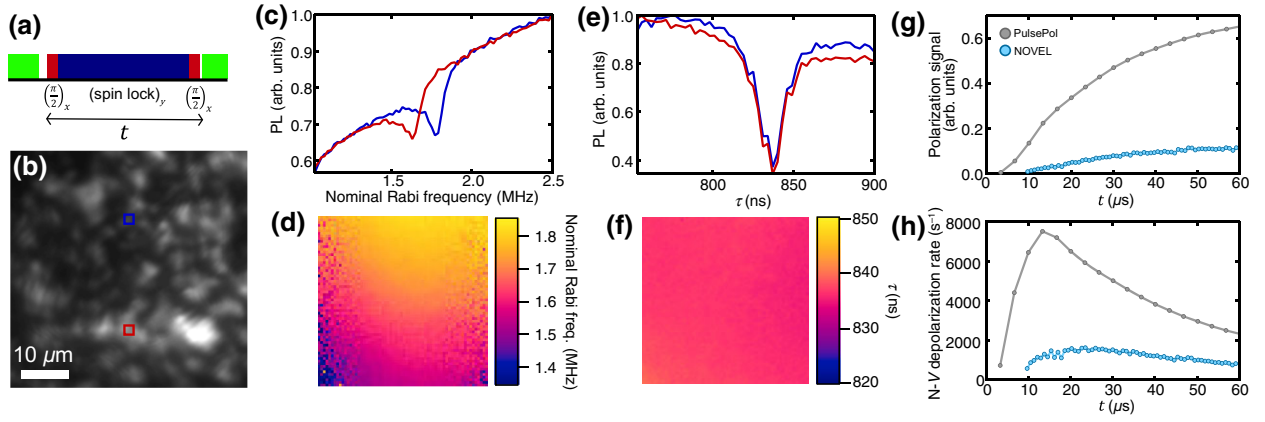 (a)
(π/2)x
(spin lock)y
(π/2)x
t
(b)
10 µm
(c)
PL (arb. units)
1.0
0.9
0.8
0.7
0.6
1.5
2.0
2.5
Nominal Rabi frequency (MHz)
(d)
1.8
1.7
1.6
1.5
1.4
Nominal Rabi freq. (MHz)
(e)
PL (arb. units)
1.0
0.8
0.6
0.4
800
850
900
τ (ns)
(f)
850
840
830
820
τ (ns)
(g)
Polarization signal
(arb. units)
0.6
0.4
0.2
0.0
PulsePol
NOVEL
0
10
20
30
40
50
60
t (µs)
(h)
N-V depolarization rate (s⁻¹)
8000
6000
4000
2000
0
0
10
20
30
40
50
60
t (µs)